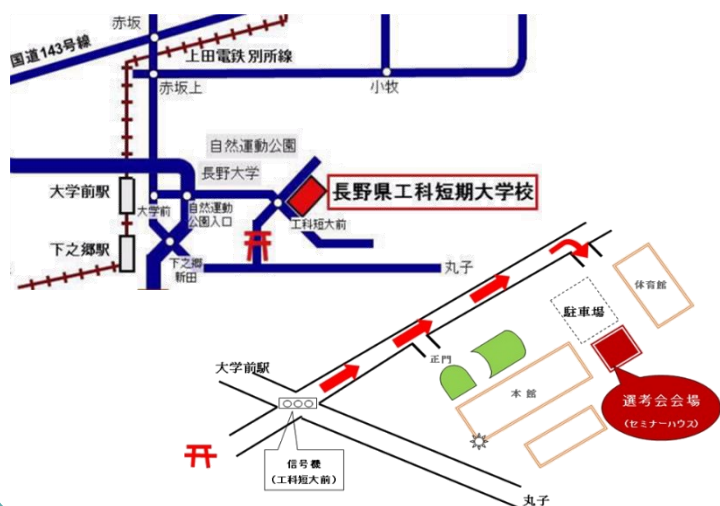 赤坂
国道143号線
上田電鉄 別所線
赤坂上
小牧
自然運動公園
長野大学
大学前駅
長野県工科短期大学校
大学前
自然運動
公園入口
工科短大前
下之郷駅
下之郷
新田
丸子
体育館
駐車場
正門
大学前駅
本館
選考会会場
(セミナーハウス)
信号機
(工科短大前)
丸子